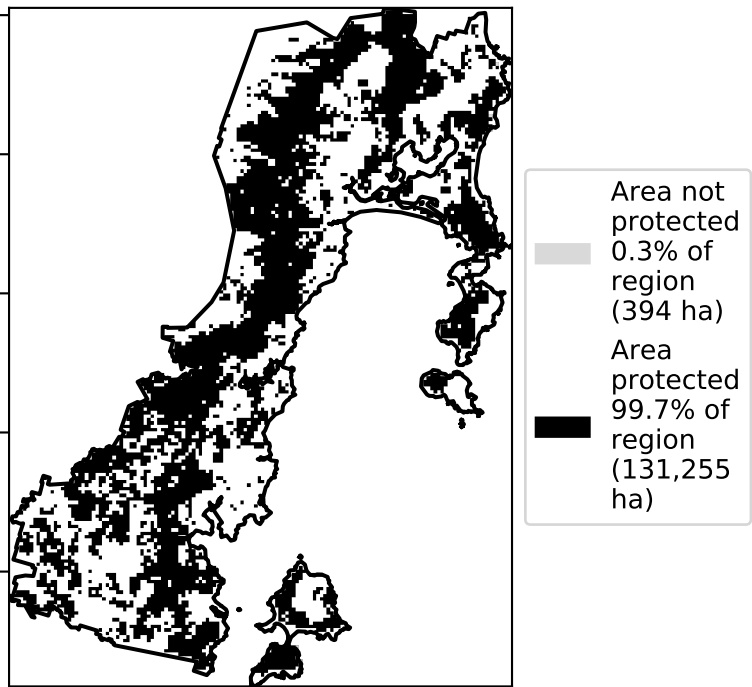 Area not
protected
0.3% of
region
(394 ha)
Area
protected
99.7% of
region
(131,255
ha)